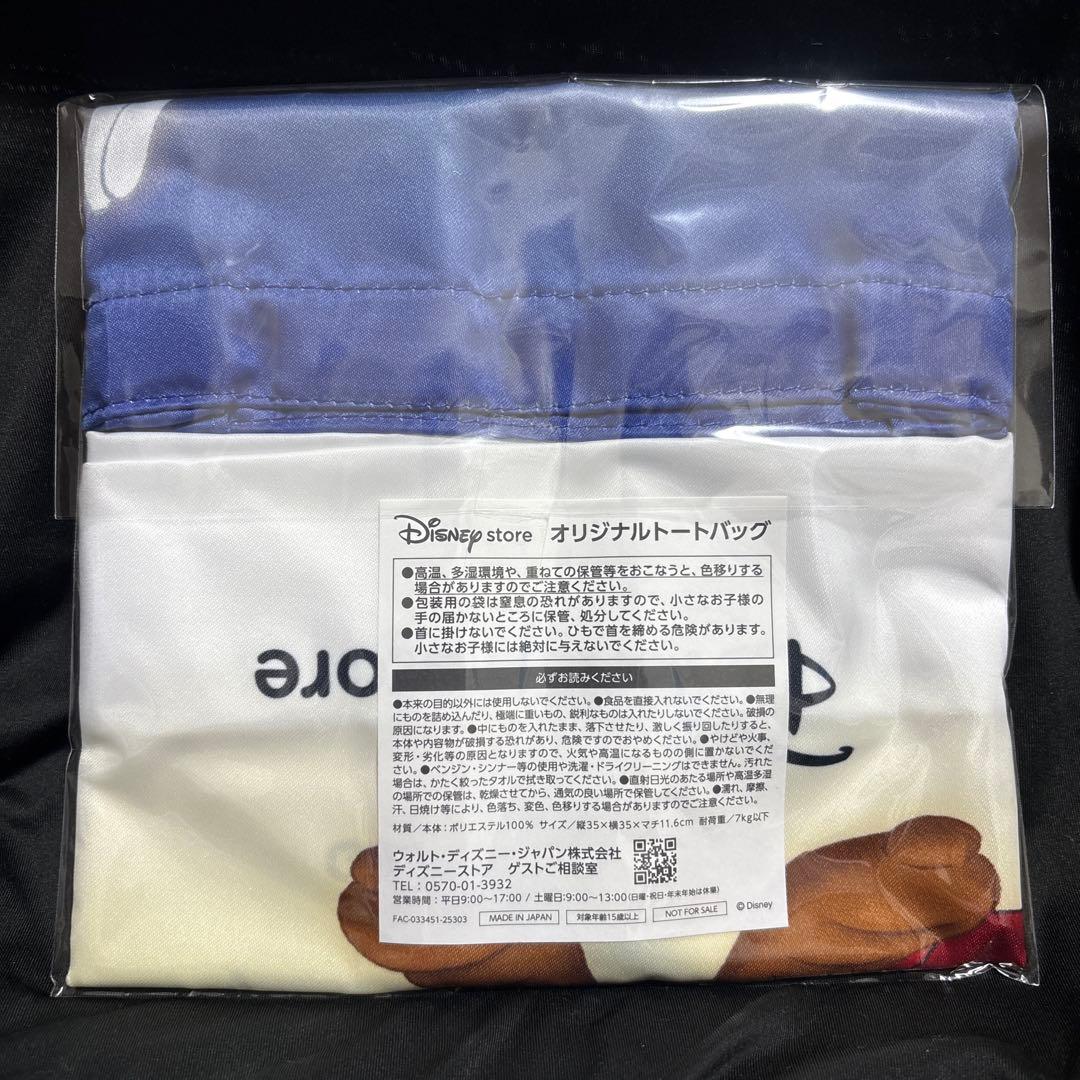 Disney store オリジナルトートバッグ
●高温、多湿環境や、重ねての保管等をおこなうと、色移りする
場合がありますのでご注意ください。
●包装用の袋は窒息の恐れがありますので、小さなお子様の
手の届かないところに保管、処分してください。
●首に掛けないでください。ひもで首を締める危険があります。
小さなお子様には絶対に与えないでください。
必ずお読みください
●本来の目的以外には使用しないでください。●食品を直接入れないでください。●無理
にものを詰め込んだり、極端に重いもの、鋭利なものは入れたりしないでください。破損の
原因になります。●中にものを入れたまま、落下させたり、激しく振り回したりすると、
本体や内容物が破損する恐れがあり、危険ですのでおやめください。●やけどや火事、
変形・劣化等の原因となりますので、火気や高温になるものの側に置かないでくだ
さい。●ベンジン・シンナー等の使用や洗濯・ドライクリーニングはできません。汚れた
場合は、かたく絞ったタオルで拭き取ってください。●直射日光のあたる場所や高温多湿
の場所での保管は、乾燥させてから、通気の良い場所で保管してください。●濡れ、摩擦、
汗、日焼け等により、色落ち、変色、色移りする場合がありますのでご注意ください。
材質/本体:ポリエステル100% サイズ/縦35×横35×マチ11.6cm 耐荷重/7kg以下
ウォルト・ディズニー・ジャパン株式会社
ディズニーストア ゲストご相談室
TEL:0570-01-3932
営業時間:平日9:00〜17:00 / 土曜日9:00〜13:00(日曜・祝日・年末年始は休業)
FAC-033451-25303 MADE IN JAPAN 対象年齢15歳以上 NOT FOR SALE ©Disney
ore